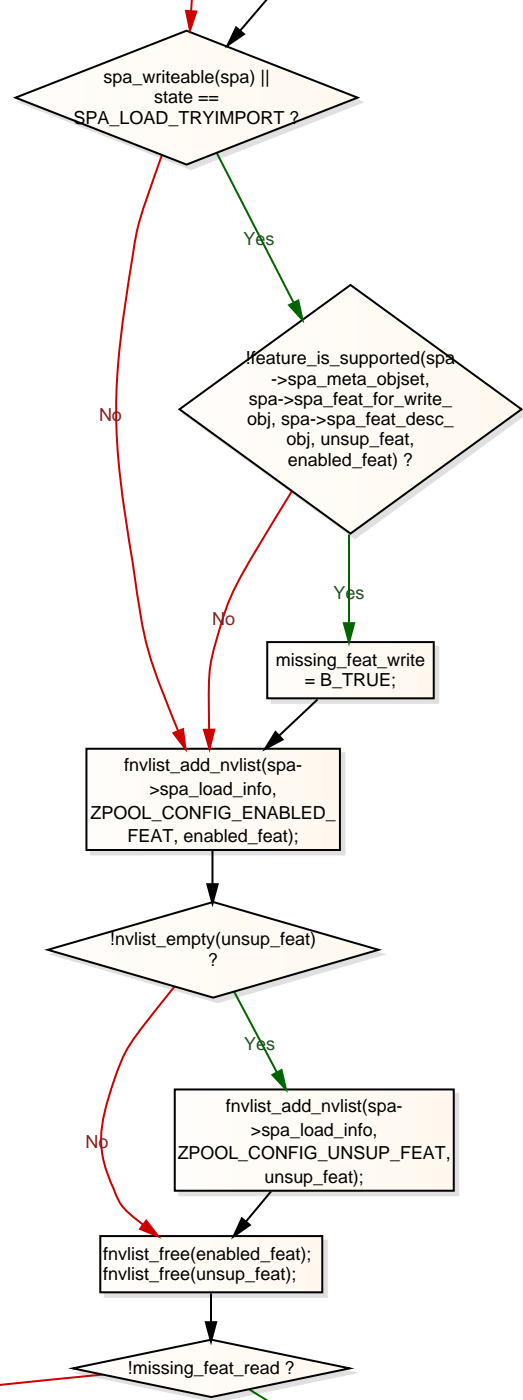 spa_writeable(spa) ||
state ==
SPA_LOAD_TRYIMPORT ?
Yes
!feature_is_supported(spa
->spa_meta_objset,
spa->spa_feat_for_write_
obj, spa->spa_feat_desc_
obj, unsup_feat,
enabled_feat) ?
No
Yes
No
missing_feat_write
= B_TRUE;
fnvlist_add_nvlist(spa-
>spa_load_info,
ZPOOL_CONFIG_ENABLED_
FEAT, enabled_feat);
!nvlist_empty(unsup_feat)
?
Yes
fnvlist_add_nvlist(spa-
>spa_load_info,
ZPOOL_CONFIG_UNSUP_FEAT,
unsup_feat);
No
fnvlist_free(enabled_feat);
fnvlist_free(unsup_feat);
!missing_feat_read ?